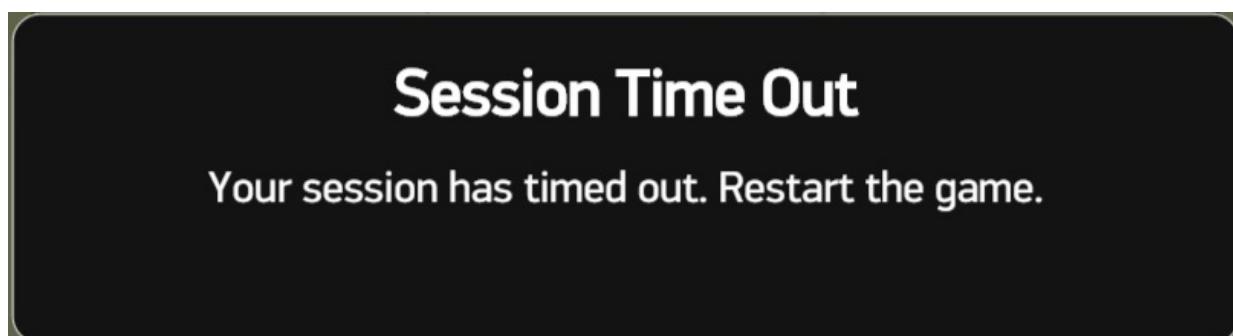 Session Time Out
Your session has timed out. Restart the game.